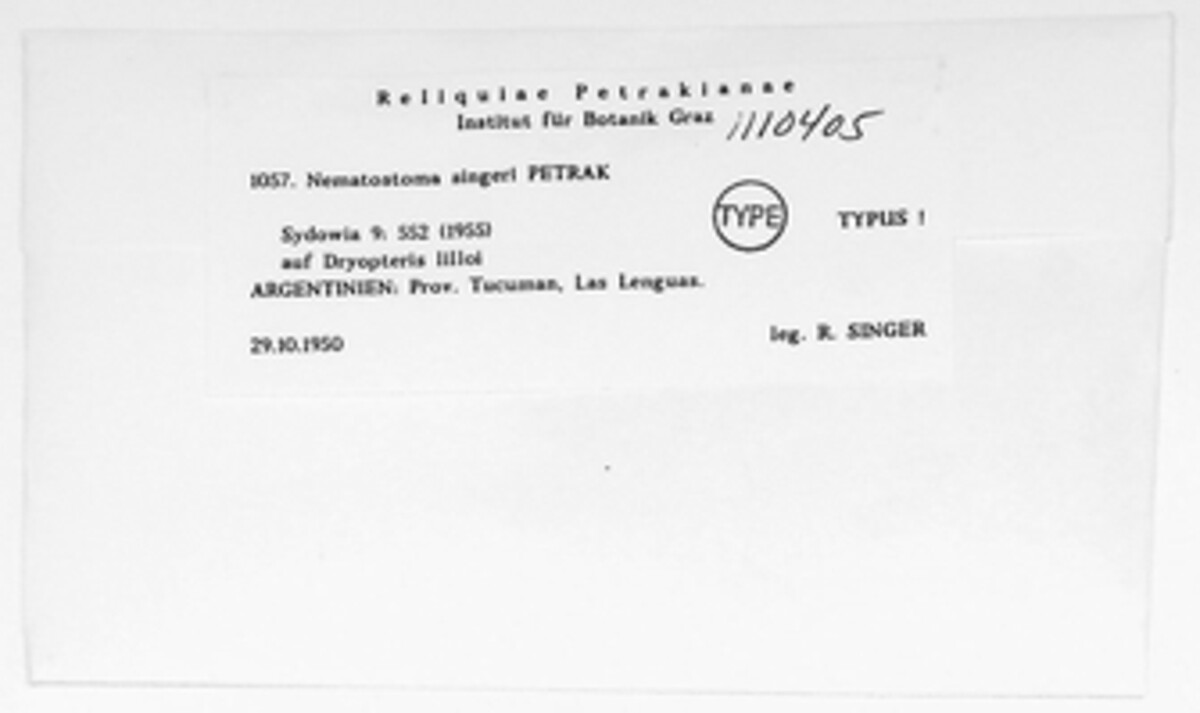 Reliquiae Petrakianae
Institut für Botanik Graz 1110405
1057. Nematostoma singeri PETRAK
TYPE TYPUS !
Sydowia 9: 552 (1955)
auf Dryopteris lilloi
ARGENTINIEN: Prov. Tucuman, Las Lenguas.
29.10.1950 leg. R. SINGER